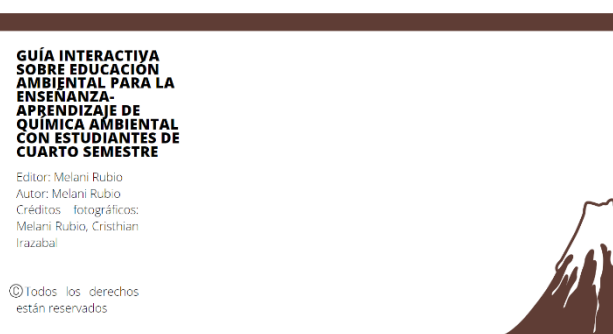 GUÍA INTERACTIVA
SOBRE EDUCACIÓN
AMBIENTAL PARA LA
ENSEÑANZA-
APRENDIZAJE DE
QUÍMICA AMBIENTAL
CON ESTUDIANTES DE
CUARTO SEMESTRE
Editor: Melani Rubio
Autor: Melani Rubio
Créditos fotográficos:
Melani Rubio, Cristhian
Irazabal
©Todos los derechos
están reservados